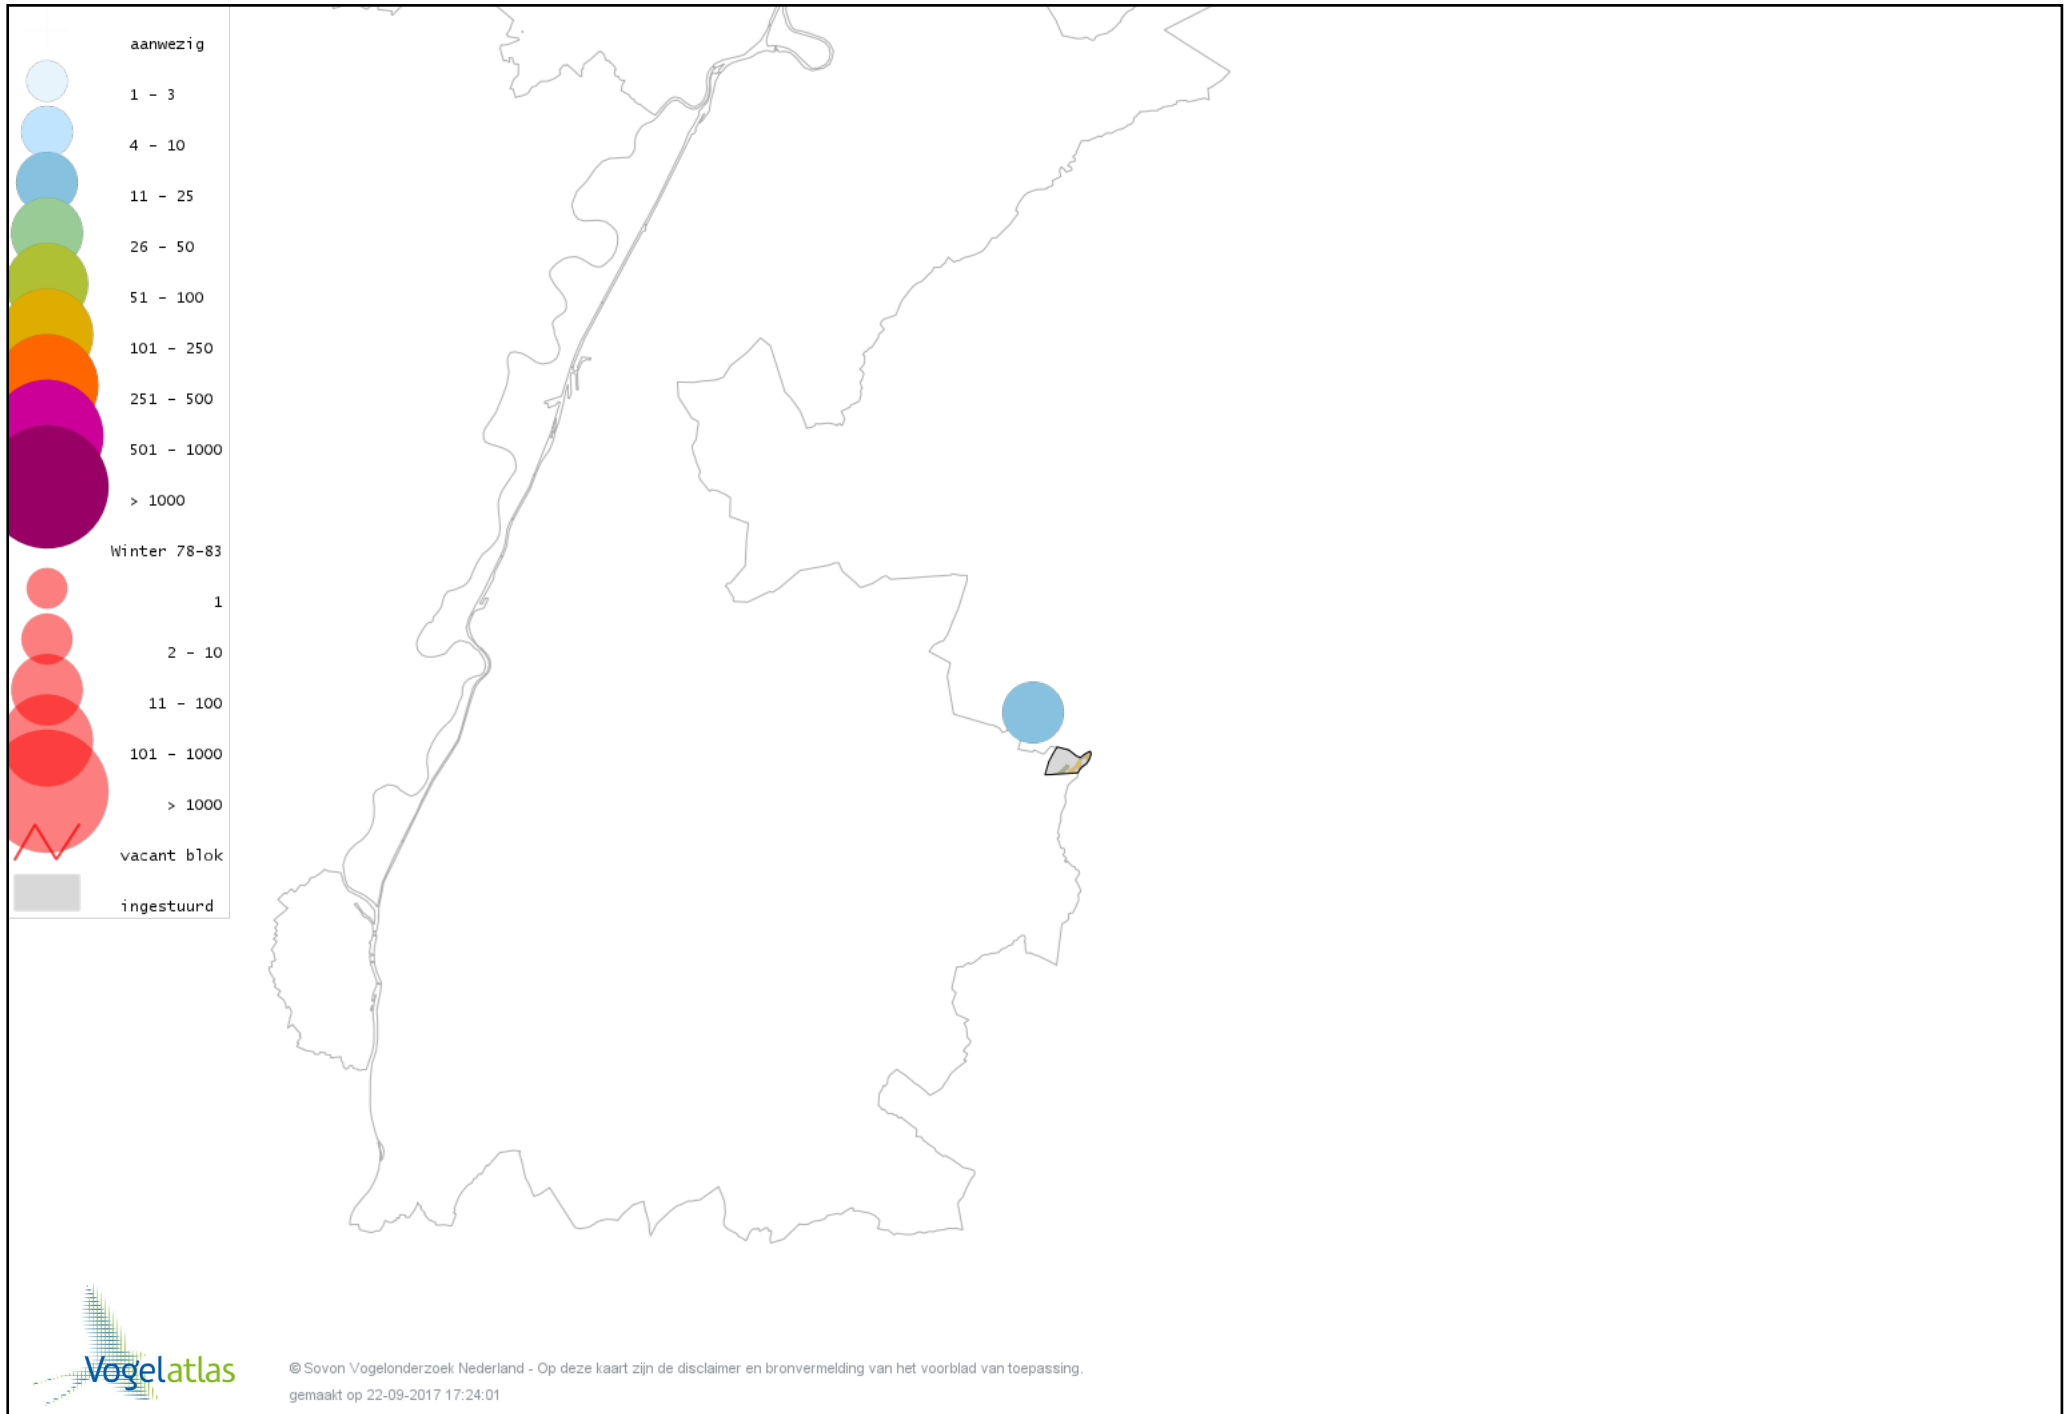 aanwezig
1 - 3
4 - 10
11 - 25
26 - 50
51 - 100
101 - 250
251 - 500
501 - 1000
> 1000
Winter 78-83
1
2 - 10
11 - 100
101 - 1000
> 1000
vacant blok
ingestuurd
Vogelatlas
© Sovon Vogelonderzoek Nederland - Op deze kaart zijn de disclaimer en bronvermelding van het voorblad van toepassing.
gemaakt op 22-09-2017 17:24:01